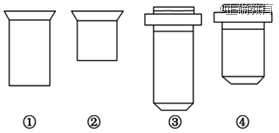 ① ② ③ ④